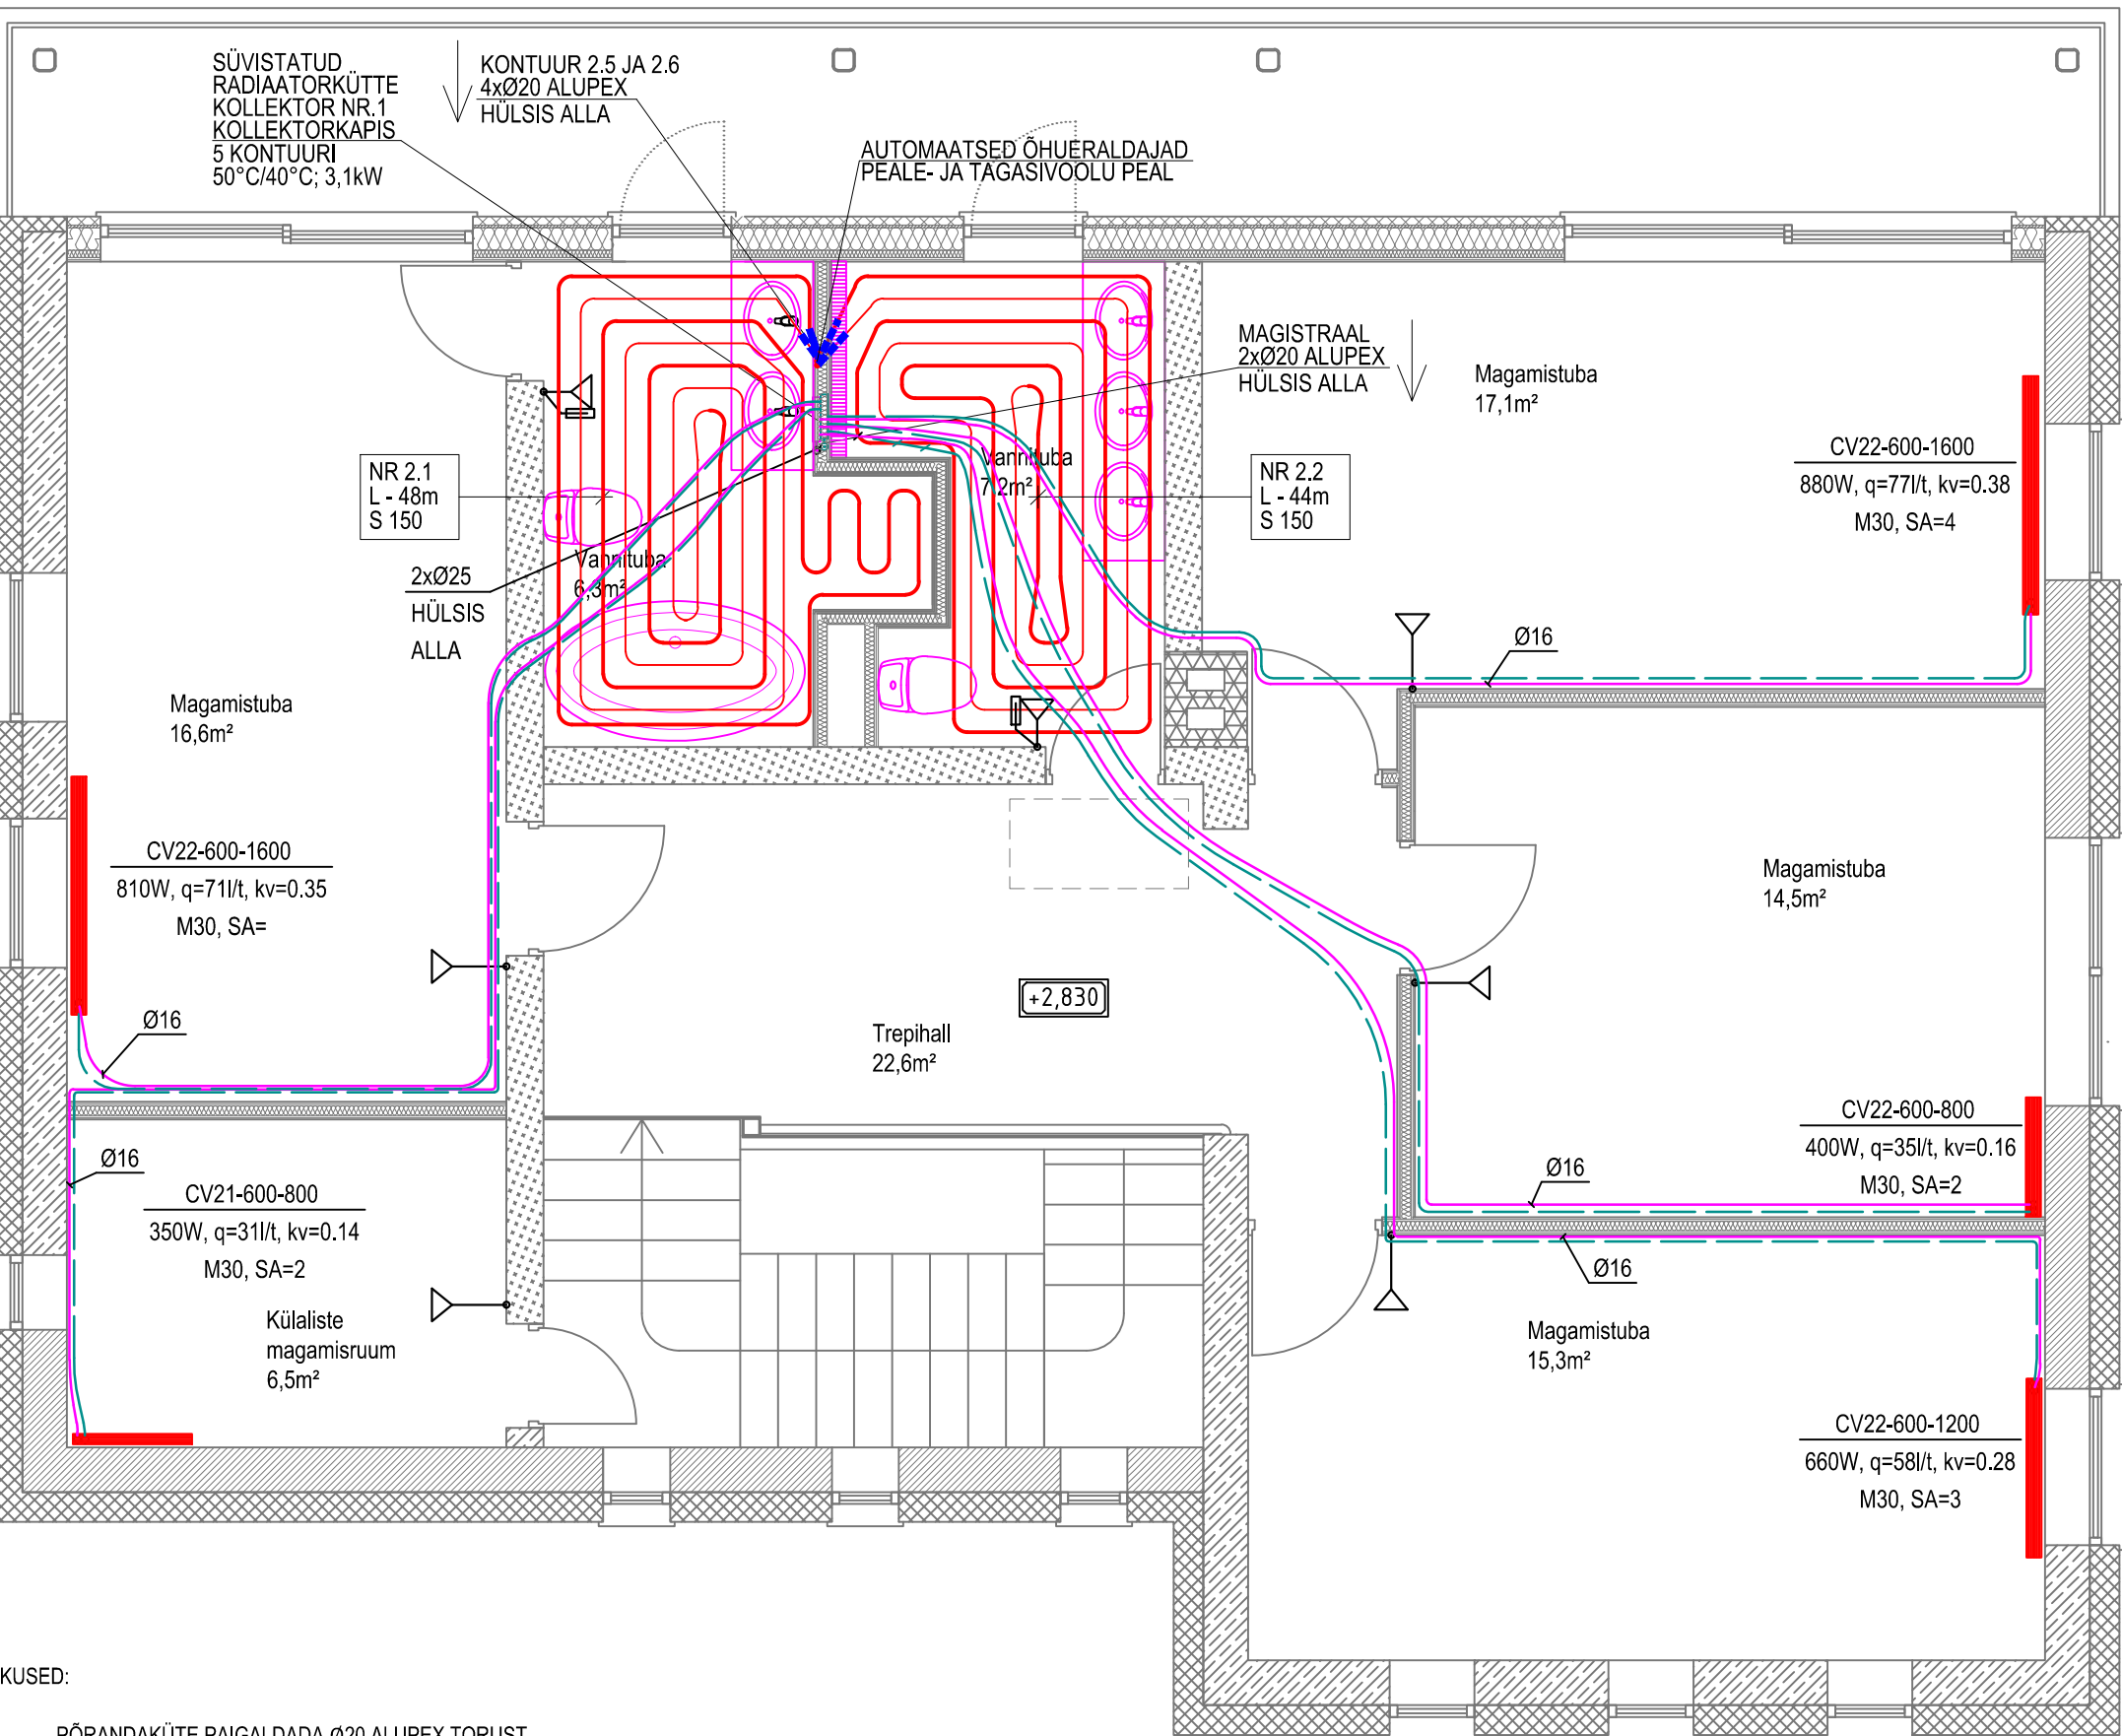 SÜVISTATUD
RADIAATORKÜTTE
KOLLEKTOR NR.1
KOLLEKTORKAPIS
5 KONTUURI
50°C/40°C; 3,1kW
KONTUUR 2.5 JA 2.6
4xØ20 ALUPEX
HÜLSIS ALLA
AUTOMAATSED ÕHUERALDAJAD
PEALE- JA TAGASIVOOLU PEAL
MAGISTRAAL
2xØ20 ALUPEX
HÜLSIS ALLA
Magamistuba
17,1m²
CV22-600-1600
880W, q=77l/t, kv=0.38
M30, SA=4
NR 2.1
L - 48m
S 150
Vannituba
7,2m²
NR 2.2
L - 44m
S 150
2xØ25
HÜLSIS
ALLA
Vannituba
6,3m²
Ø16
Magamistuba
16,6m²
CV22-600-1600
810W, q=71l/t, kv=0.35
M30, SA=
Magamistuba
14,5m²
+2,830
Ø16
Trepihall
22,6m²
CV22-600-800
400W, q=35l/t, kv=0.16
M30, SA=2
Ø16
Ø16
CV21-600-800
350W, q=31l/t, kv=0.14
M30, SA=2
Ø16
Külaliste
magamisruum
6,5m²
Magamistuba
15,3m²
CV22-600-1200
660W, q=58l/t, kv=0.28
M30, SA=3
KUSED:
PÕRANDAKÜTE PAIGALDADA Ø20 ALUPEX TORUST